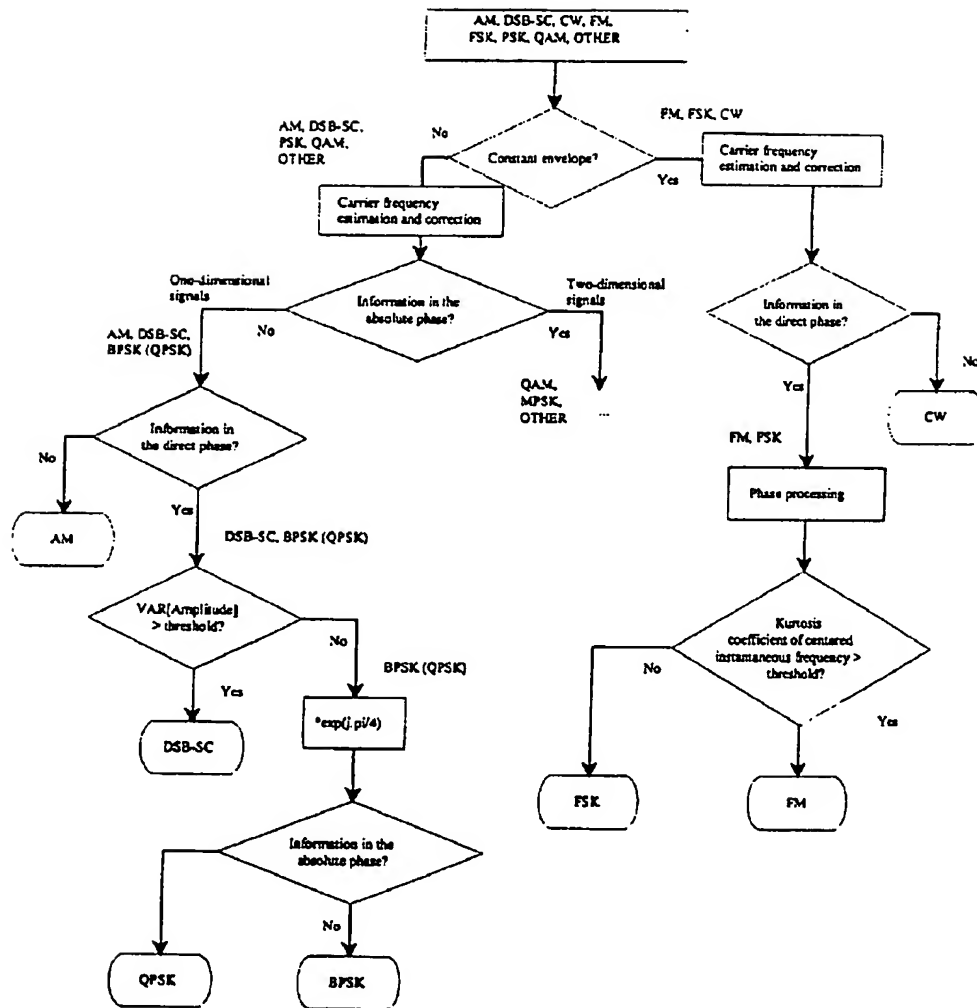 AM, DSB-SC, CW, FM,
FSK, PSK, QAM, OTHER
AM, DSB-SC,
PSK, QAM,
OTHER
No
Constant envelope?
Yes
FM, FSK, CW
Carrier frequency
estimation and correction
Carrier frequency
estimation and correction
One-dimensional
signals
Information in the
absolute phase?
Two-dimensional
signals
No
Yes
Information in
the direct phase?
No
Yes
CW
AM, DSB-SC,
BPSK (QPSK)
QAM,
MPSK,
OTHER
...
Information in
the direct phase?
No
Yes
AM
FM, FSK
Phase processing
DSB-SC, BPSK (QPSK)
VAR[Amplitude]
> threshold?
No
Yes
DSB-SC
BPSK (QPSK)
*exp(j.pi/4)
Kurtosis
coefficient of centered
instamaneous frequency >
threshold?
No
Yes
FSK
FM
Information in the
absolute phase?
No
QPSK
BPSK